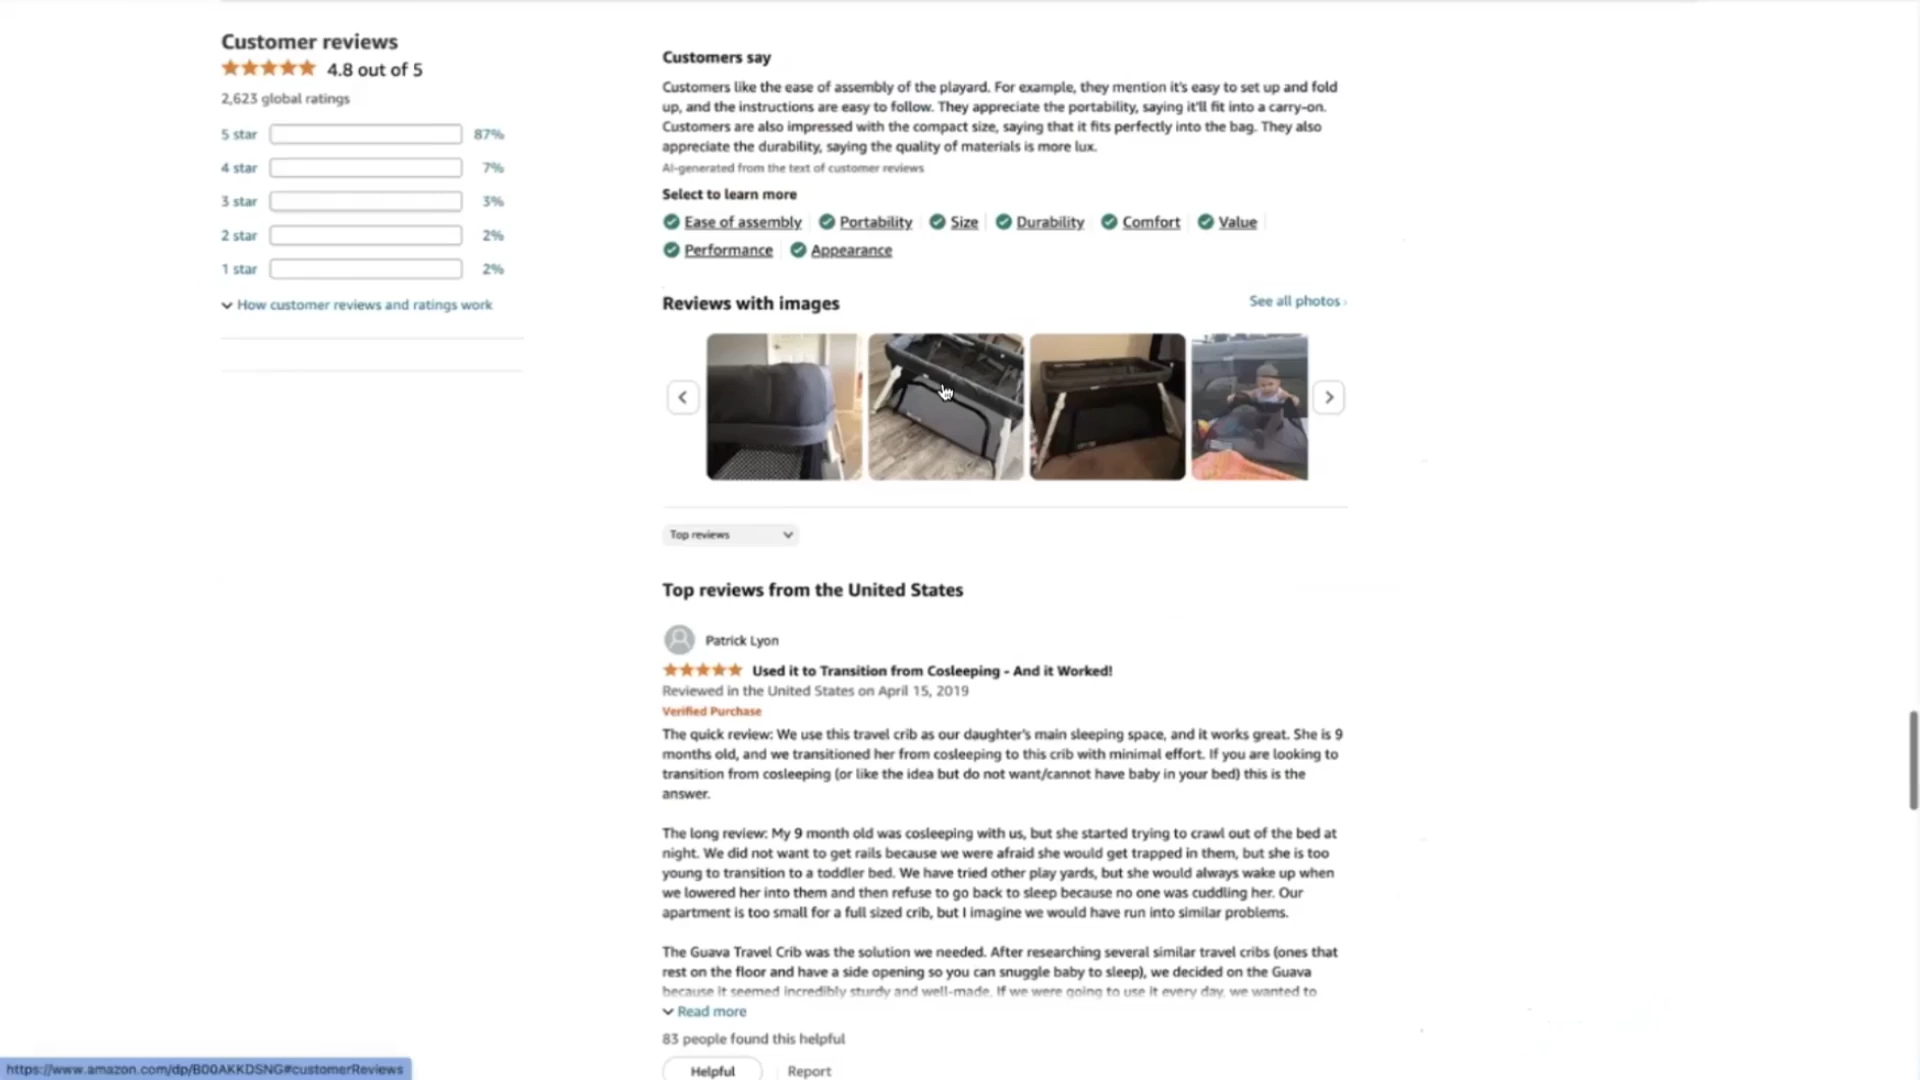 Customer reviews
4.8 out of 5
2,623 global ratings
5 star 87%
4 star 7%
3 star 3%
2 star 2%
1 star 2%
How customer reviews and ratings work
Customers say
Customers like the ease of assembly of the playard. For example, they mention it's easy to set up and fold
up, and the instructions are easy to follow. They appreciate the portability, saying it'll fit into a carry-on.
Customers are also impressed with the compact size, saying that it fits perfectly into the bag. They also
appreciate the durability, saying the quality of materials is more lux.
AI-generated from the text of customer reviews
Select to learn more
Ease of assembly Portability Size Durability Comfort Value
Performance Appearance
Reviews with images
See all photos
Top reviews
Top reviews from the United States
Patrick Lyon
Used it to Transition from Cosleeping - And it Worked!
Reviewed in the United States on April 15, 2019
Verified Purchase
The quick review: We use this travel crib as our daughter's main sleeping space, and it works great. She is 9
months old, and we transitioned her from cosleeping to this crib with minimal effort. If you are looking to
transition from cosleeping (or like the idea but do not want/cannot have baby in your bed) this is the
answer.
The long review: My 9 month old was cosleeping with us, but she started trying to crawl out of the bed at
night. We did not want to get rails because we were afraid she would get trapped in them, but she is too
young to transition to a toddler bed. We have tried other play yards, but she would always wake up when
we lowered her into them and then refuse to go back to sleep because no one was cuddling her. Our
apartment is too small for a full sized crib, but I imagine we would have run into similar problems.
The Guava Travel Crib was the solution we needed. After researching several similar travel cribs (ones that
rest on the floor and have a side opening so you can snuggle baby to sleep), we decided on the Guava
because it seemed incredibly sturdy and well-made. If we were going to use it every day, we wanted to
Read more
83 people found this helpful
Helpful Report
https://www.amazon.com/dp/B00AKKDSNG#customerReviews